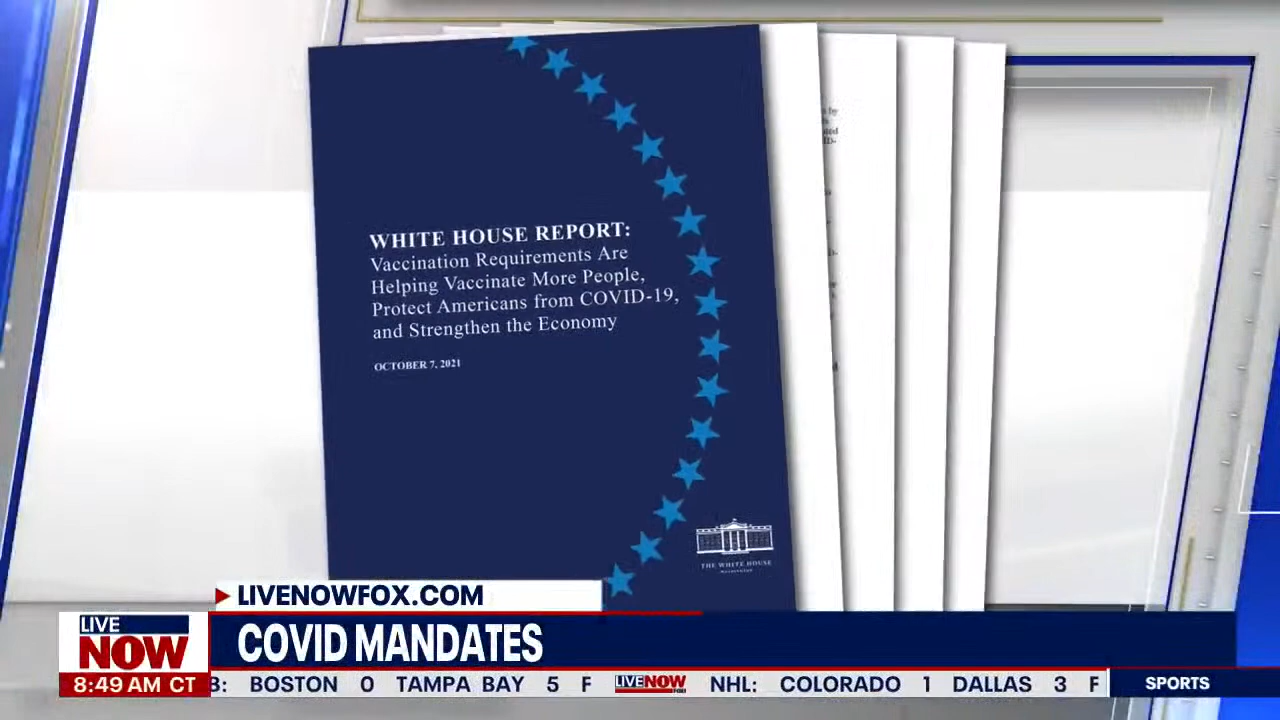 WHITE HOUSE REPORT:
Vaccination Requirements Are
Helping Vaccinate More People,
Protect Americans from COVID-19,
and Strengthen the Economy
OCTOBER 7, 2021
THE WHITE HOUSE
WASHINGTON
LIVENOWFOX.COM
LIVE
NOW
COVID MANDATES
8:49 AM CT
B: BOSTON 0 TAMPA BAY 5 F LIVENOW FOX NHL: COLORADO 1 DALLAS 3 F
SPORTS